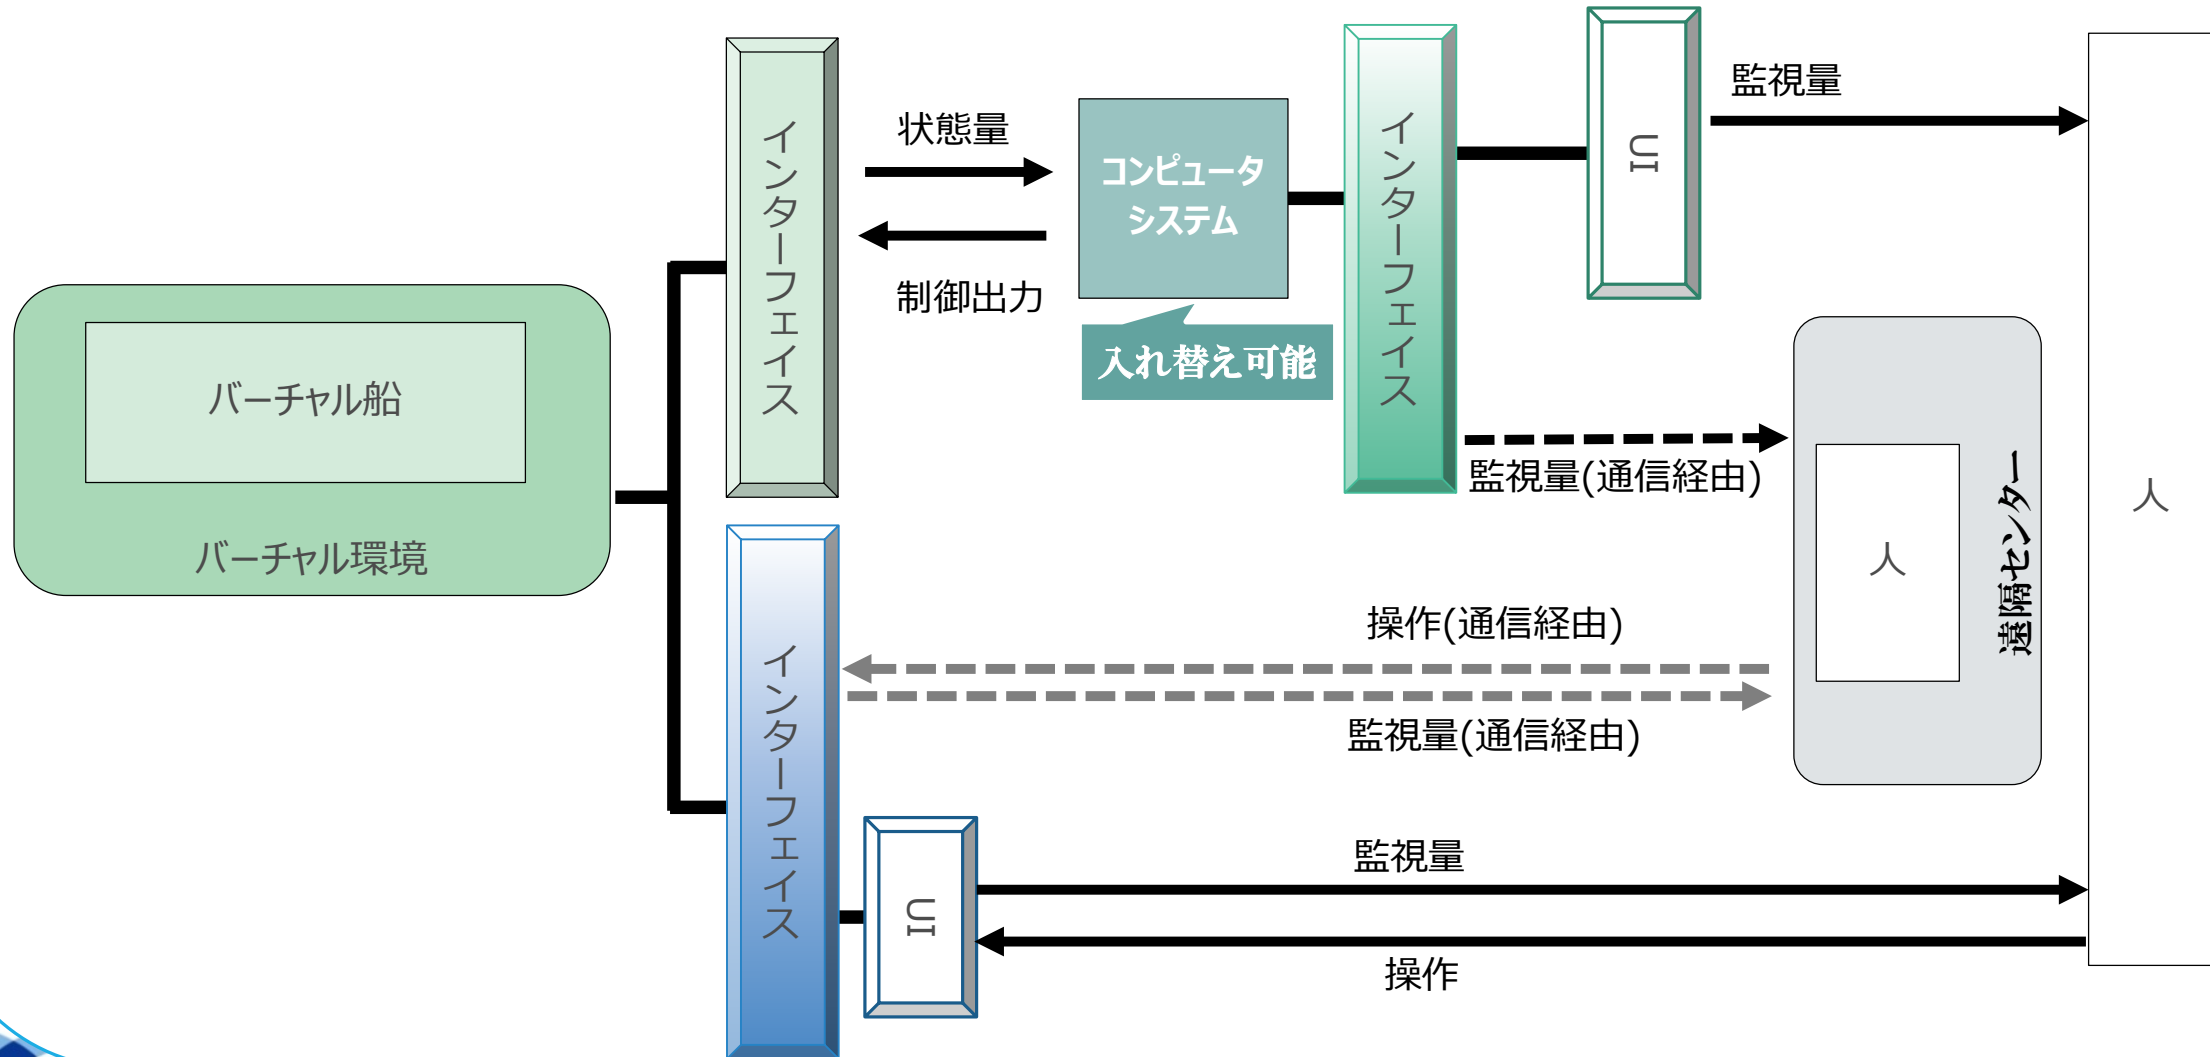 インターフェイス
状態量
制御出力
コンピュータ
システム
入れ替え可能
インターフェイス
UI
監視量
バーチャル船
バーチャル環境
監視量(通信経由)
人
遠隔センター
人
操作(通信経由)
監視量(通信経由)
インターフェイス
UI
監視量
操作